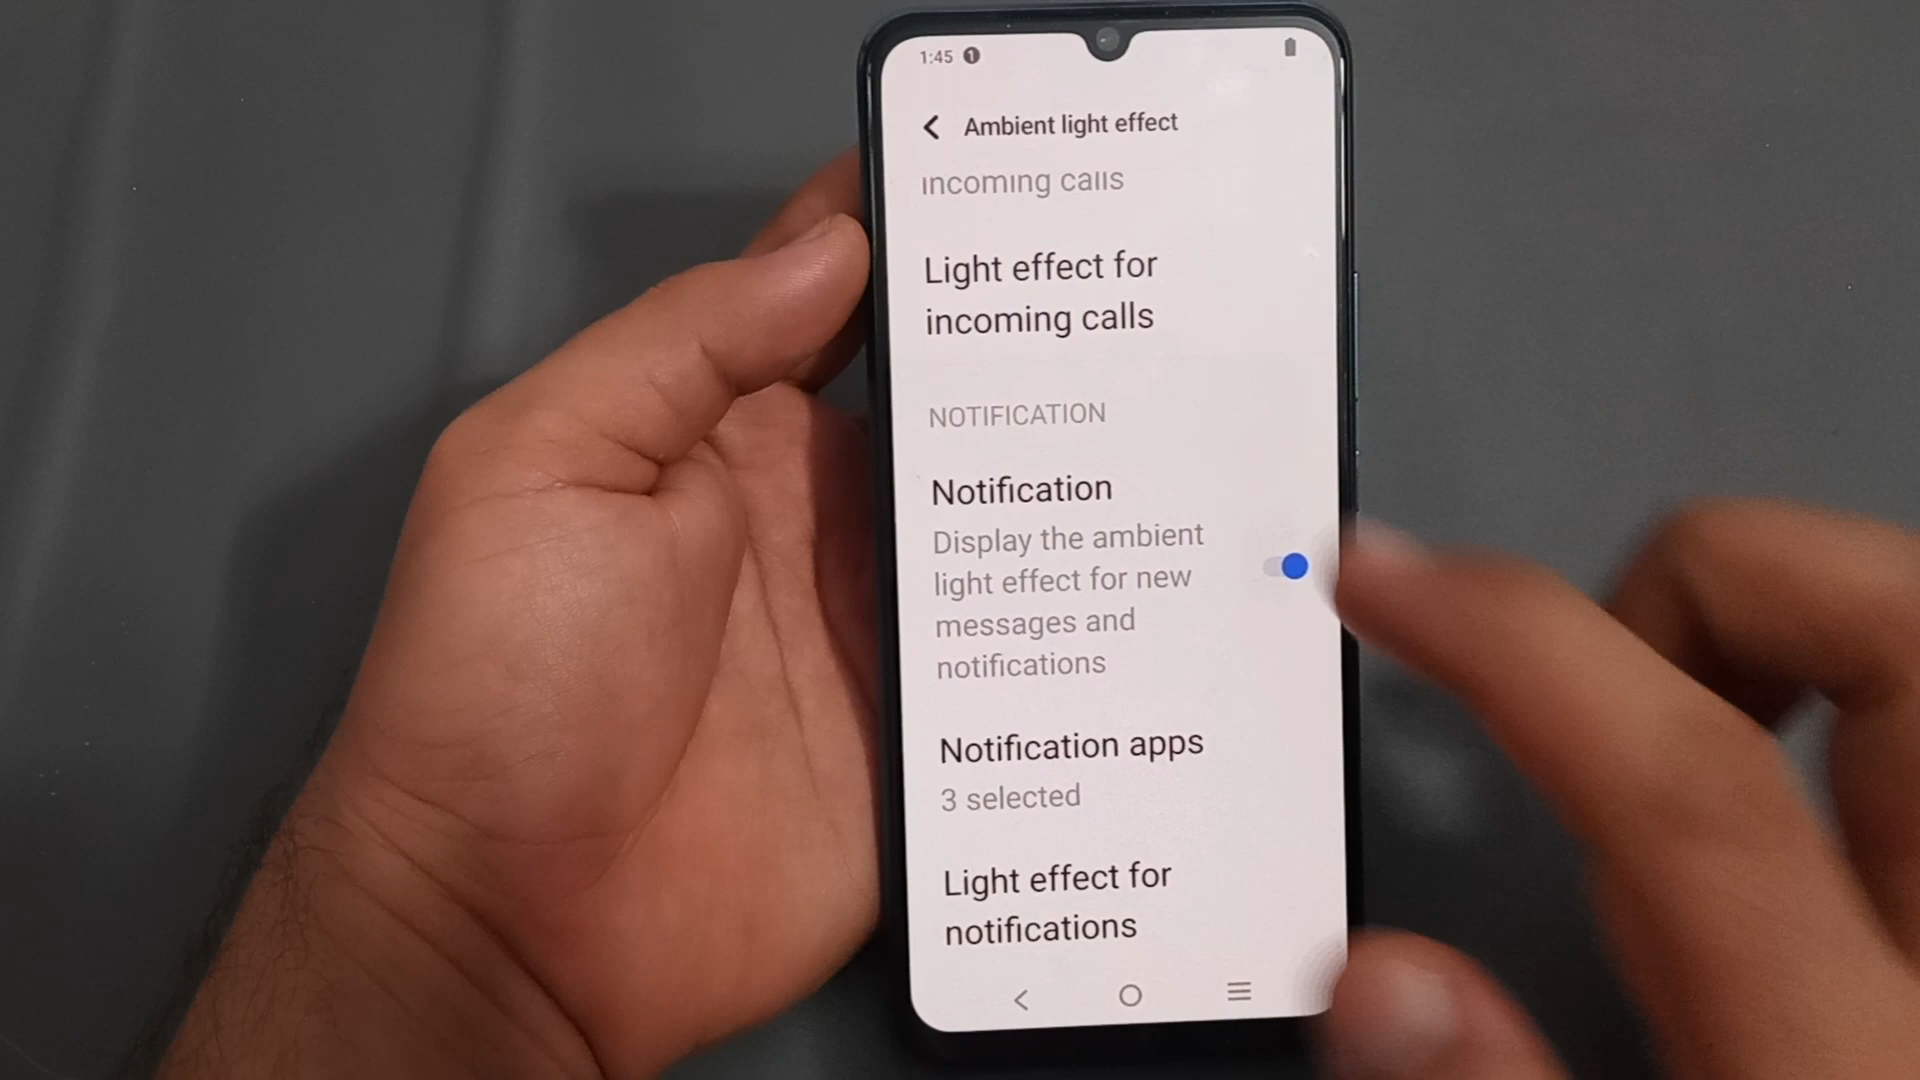 1:45 1
Ambient light effect
incoming calls
Light effect for
incoming calls
NOTIFICATION
Notification
Display the ambient
light effect for new
messages and
notifications
Notification apps
3 selected
Light effect for
notifications